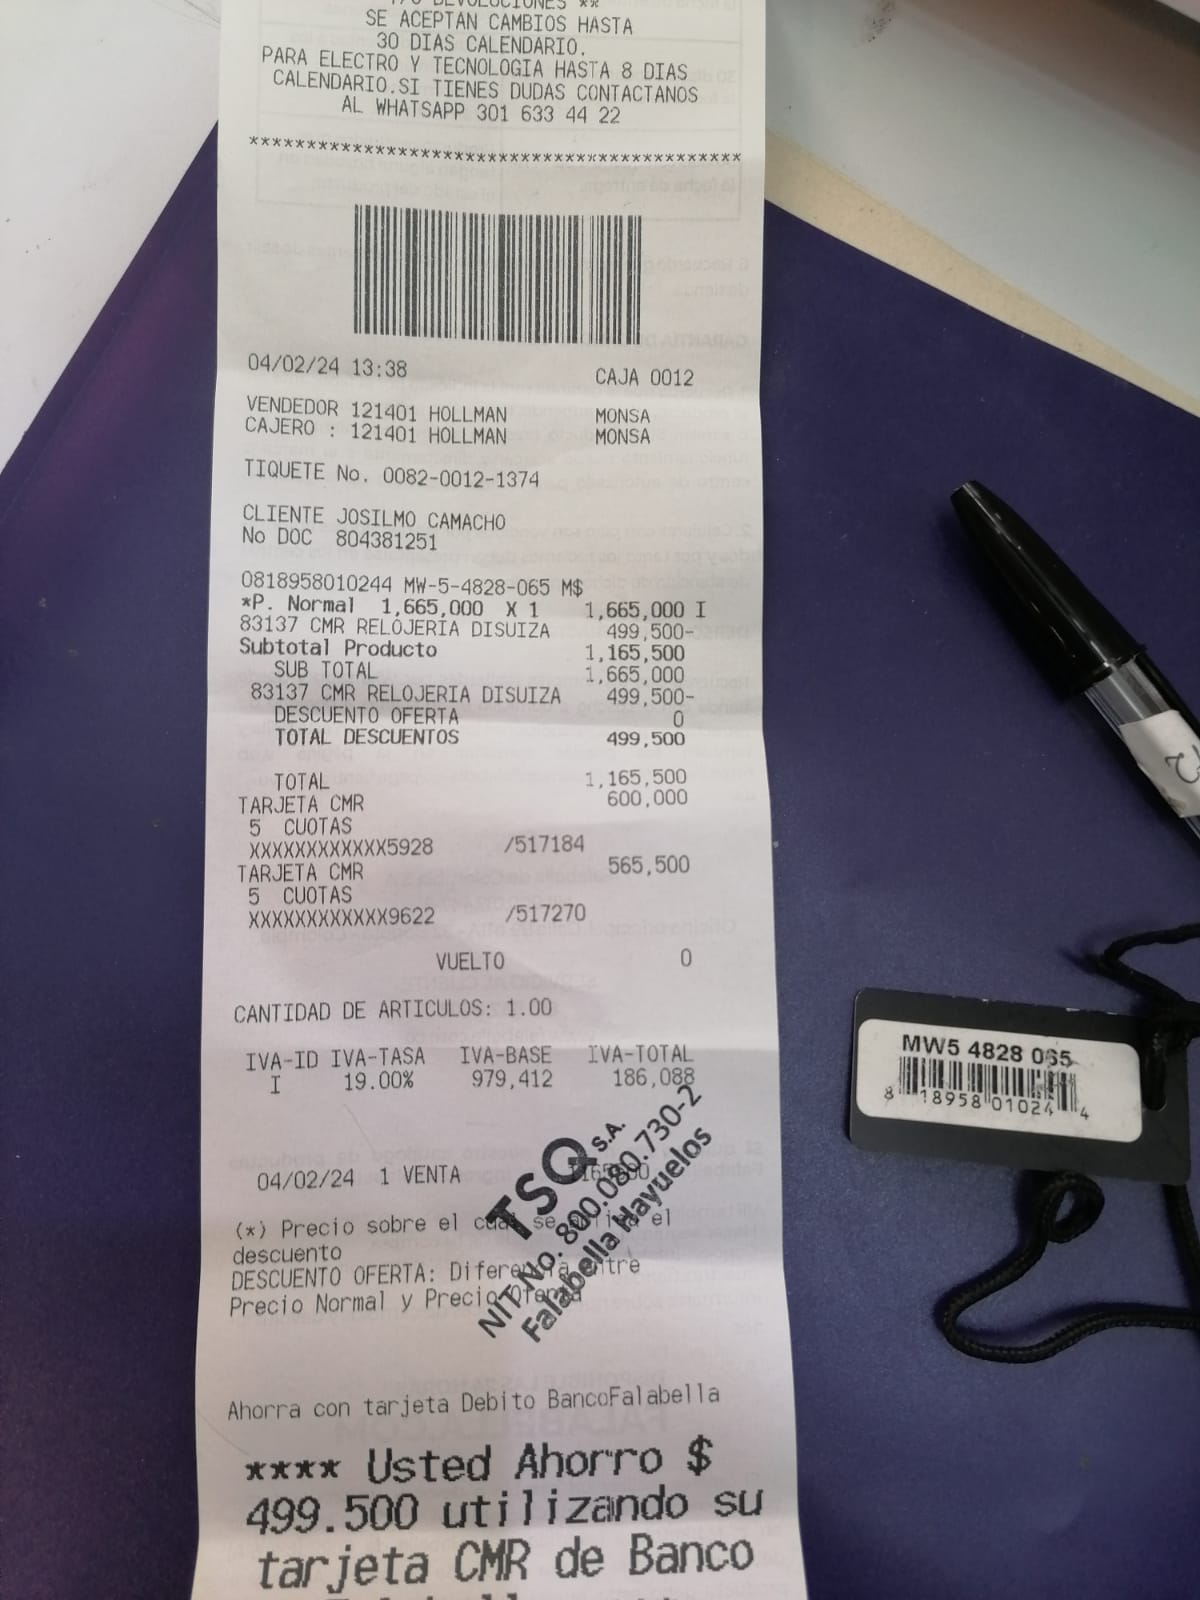 DEVOLUCIONES **
SE ACEPTAN CAMBIOS HASTA
30 DIAS CALENDARIO.
PARA ELECTRO Y TECNOLOGIA HASTA 8 DIAS
CALENDARIO.SI TIENES DUDAS CONTACTANOS
AL WHATSAPP 301 633 44 22
*******************************************
04/02/24 13:38 CAJA 0012
VENDEDOR 121401 HOLLMAN MONSA
CAJERO : 121401 HOLLMAN MONSA
TIQUETE No. 0082-0012-1374
CLIENTE JOSILMO CAMACHO
No DOC 804381251
0818958010244 MW-5-4828-065 M$
*P. Normal 1,665,000 X 1 1,665,000 I
83137 CMR RELOJERIA DISUIZA 499,500-
Subtotal Producto 1,165,500
SUB TOTAL 1,665,000
83137 CMR RELOJERIA DISUIZA 499,500-
DESCUENTO OFERTA 0
TOTAL DESCUENTOS 499,500
TOTAL 1,165,500
TARJETA CMR 600,000
5 CUOTAS
XXXXXXXXXXXX5928 /517184
TARJETA CMR 565,500
5 CUOTAS
XXXXXXXXXXXX9622 /517270
VUELTO 0
CANTIDAD DE ARTICULOS: 1.00
IVA-ID IVA-TASA IVA-BASE IVA-TOTAL
I 19.00% 979,412 186,088
04/02/24 1 VENTA
(*) Precio sobre el cual se aplica el
descuento
DESCUENTO OFERTA: Diferencia entre
Precio Normal y Precio Oferta
TSQ S.A.
NIT No. 800.080.730-2
Falabella Hayuelos
Ahorra con tarjeta Debito BancoFalabella
**** Usted Ahorro $
499.500 utilizando su
tarjeta CMR de Banco
MW5 4828 065
8 18958 01024 4